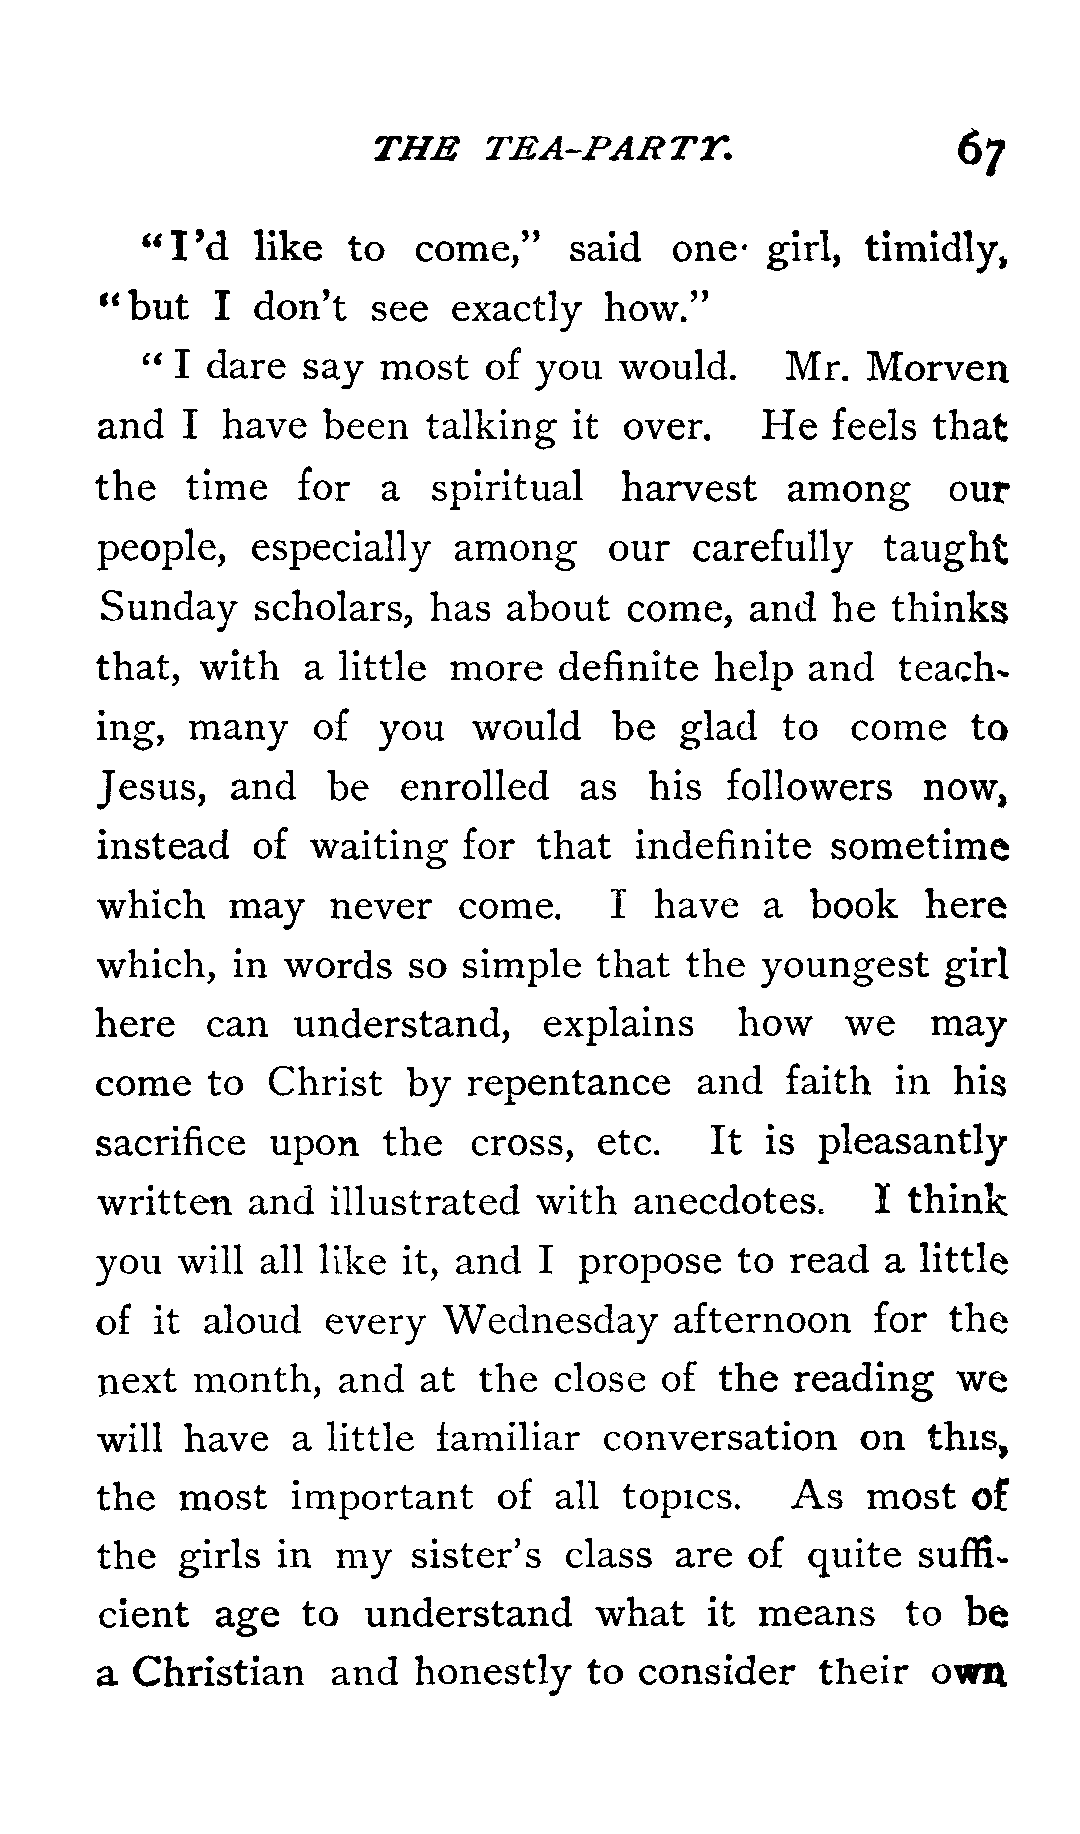 THE TEA-PARTY. 67
"I'd like to come," said one girl, timidly,
"but I don't see exactly how."
"I dare say most of you would. Mr. Morven
and I have been talking it over. He feels that
the time for a spiritual harvest among our
people, especially among our carefully taught
Sunday scholars, has about come, and he thinks
that, with a little more definite help and teach-
ing, many of you would be glad to come to
Jesus, and be enrolled as his followers now,
instead of waiting for that indefinite sometime
which may never come. I have a book here
which, in words so simple that the youngest girl
here can understand, explains how we may
come to Christ by repentance and faith in his
sacrifice upon the cross, etc. It is pleasantly
written and illustrated with anecdotes. I think
you will all like it, and I propose to read a little
of it aloud every Wednesday afternoon for the
next month, and at the close of the reading we
will have a little familiar conversation on this,
the most important of all topics. As most of
the girls in my sister's class are of quite suffi-
cient age to understand what it means to be
a Christian and honestly to consider their own